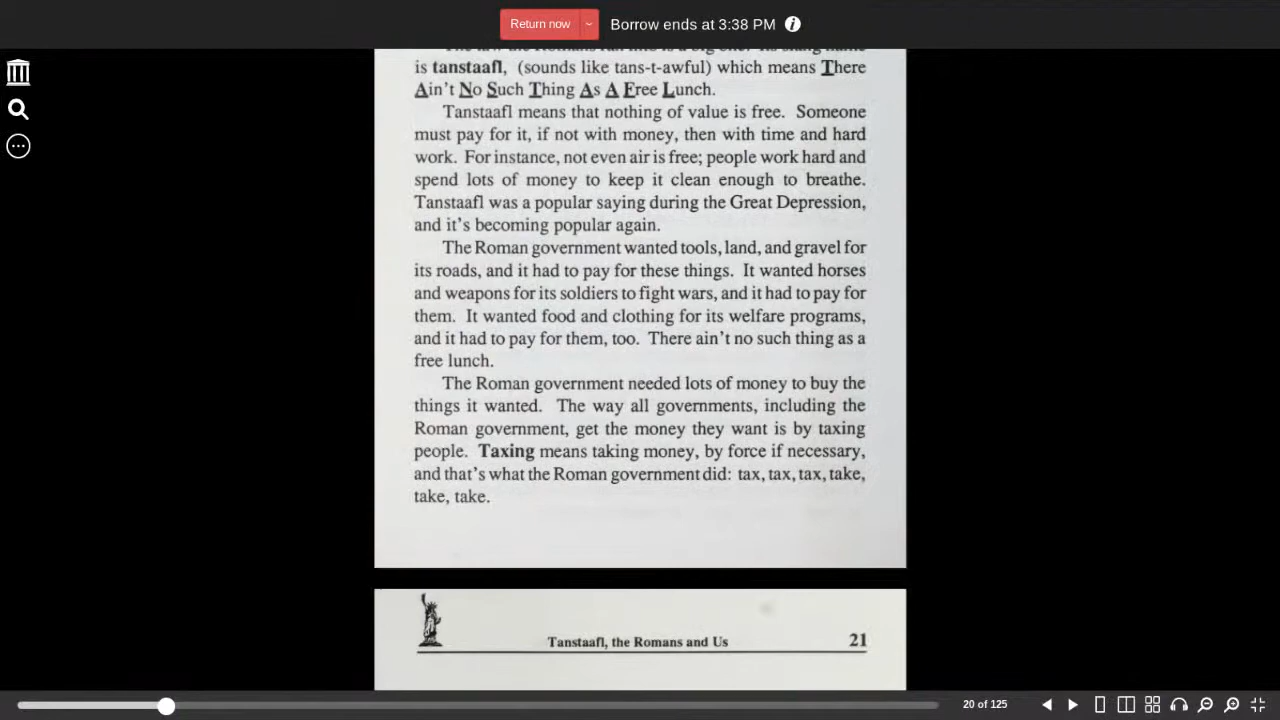 Return now
Borrow ends at 3:38 PM
is tanstaafl, (sounds like tans-t-awful) which means There
Ain't No Such Thing As A Free Lunch.
Tanstaafl means that nothing of value is free. Someone
must pay for it, if not with money, then with time and hard
work. For instance, not even air is free; people work hard and
spend lots of money to keep it clean enough to breathe.
Tanstaafl was a popular saying during the Great Depression,
and it's becoming popular again.
The Roman government wanted tools, land, and gravel for
its roads, and it had to pay for these things. It wanted horses
and weapons for its soldiers to fight wars, and it had to pay for
them. It wanted food and clothing for its welfare programs,
and it had to pay for them, too. There ain't no such thing as a
free lunch.
The Roman government needed lots of money to buy the
things it wanted. The way all governments, including the
Roman government, get the money they want is by taxing
people. Taxing means taking money, by force if necessary,
and that's what the Roman government did: tax, tax, tax, take,
take, take.
Tanstaafl, the Romans and Us 21
20 of 125